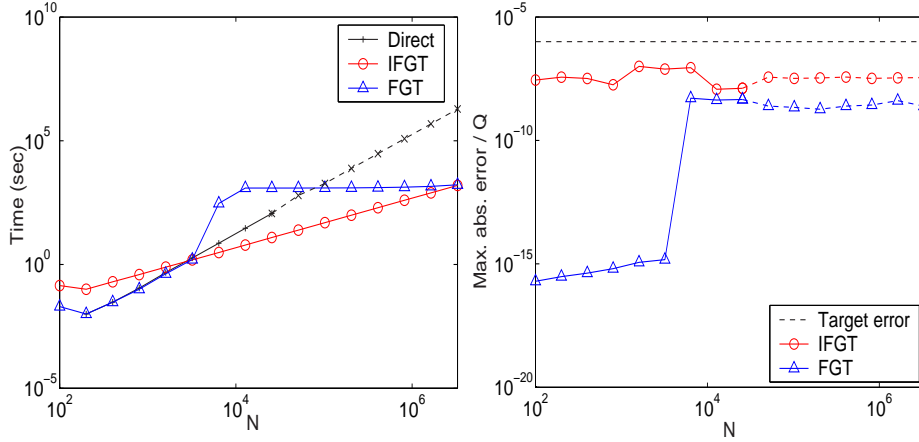 10^10
10^5
10^0
10^-5
Time (sec)
Direct
IFGT
FGT
10^2
10^4
10^6
N
10^-5
10^-10
10^-15
10^-20
Max. abs. error / Q
Target error
IFGT
FGT
10^2
10^4
10^6
N